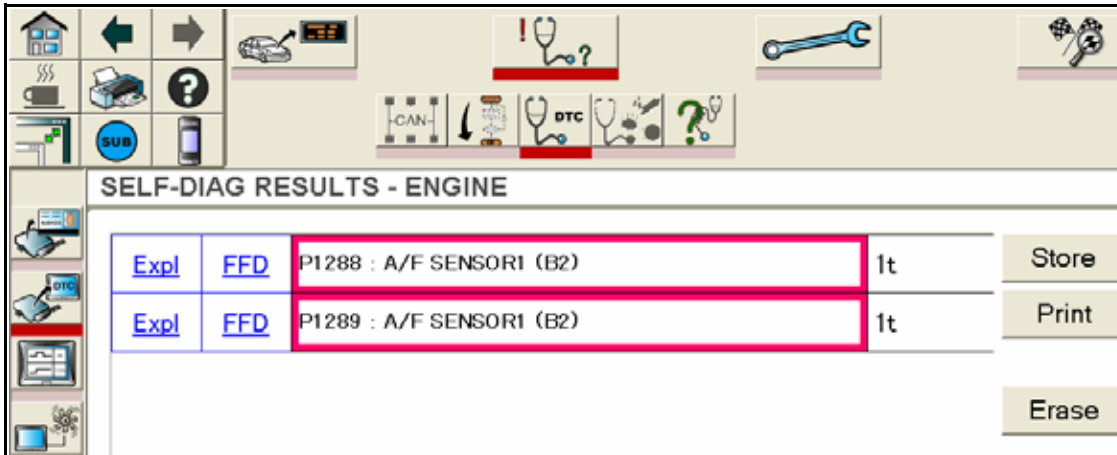 !
?
?
CAN
DTC
?
SUB
SELF-DIAG RESULTS - ENGINE
DTC
Expl FFD P1288 : A/F SENSOR1 (B2) 1t Store
Expl FFD P1289 : A/F SENSOR1 (B2) 1t Print
Erase